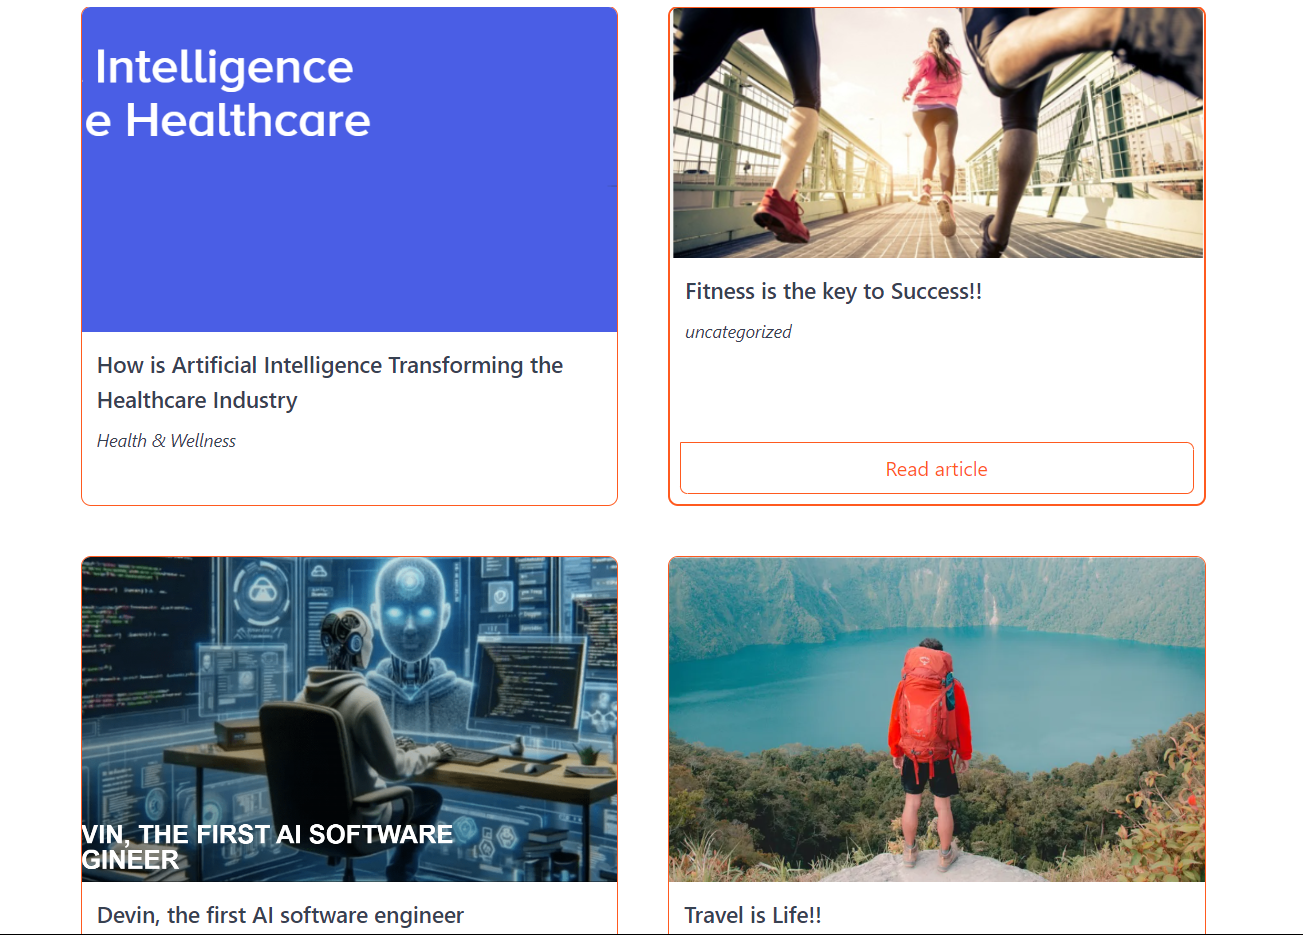 Intelligence
e Healthcare
How is Artificial Intelligence Transforming the
Healthcare Industry
Health & Wellness
Fitness is the key to Success!!
uncategorized
Read article
VIN, THE FIRST AI SOFTWARE
GINEER
Devin, the first AI software engineer
Travel is Life!!